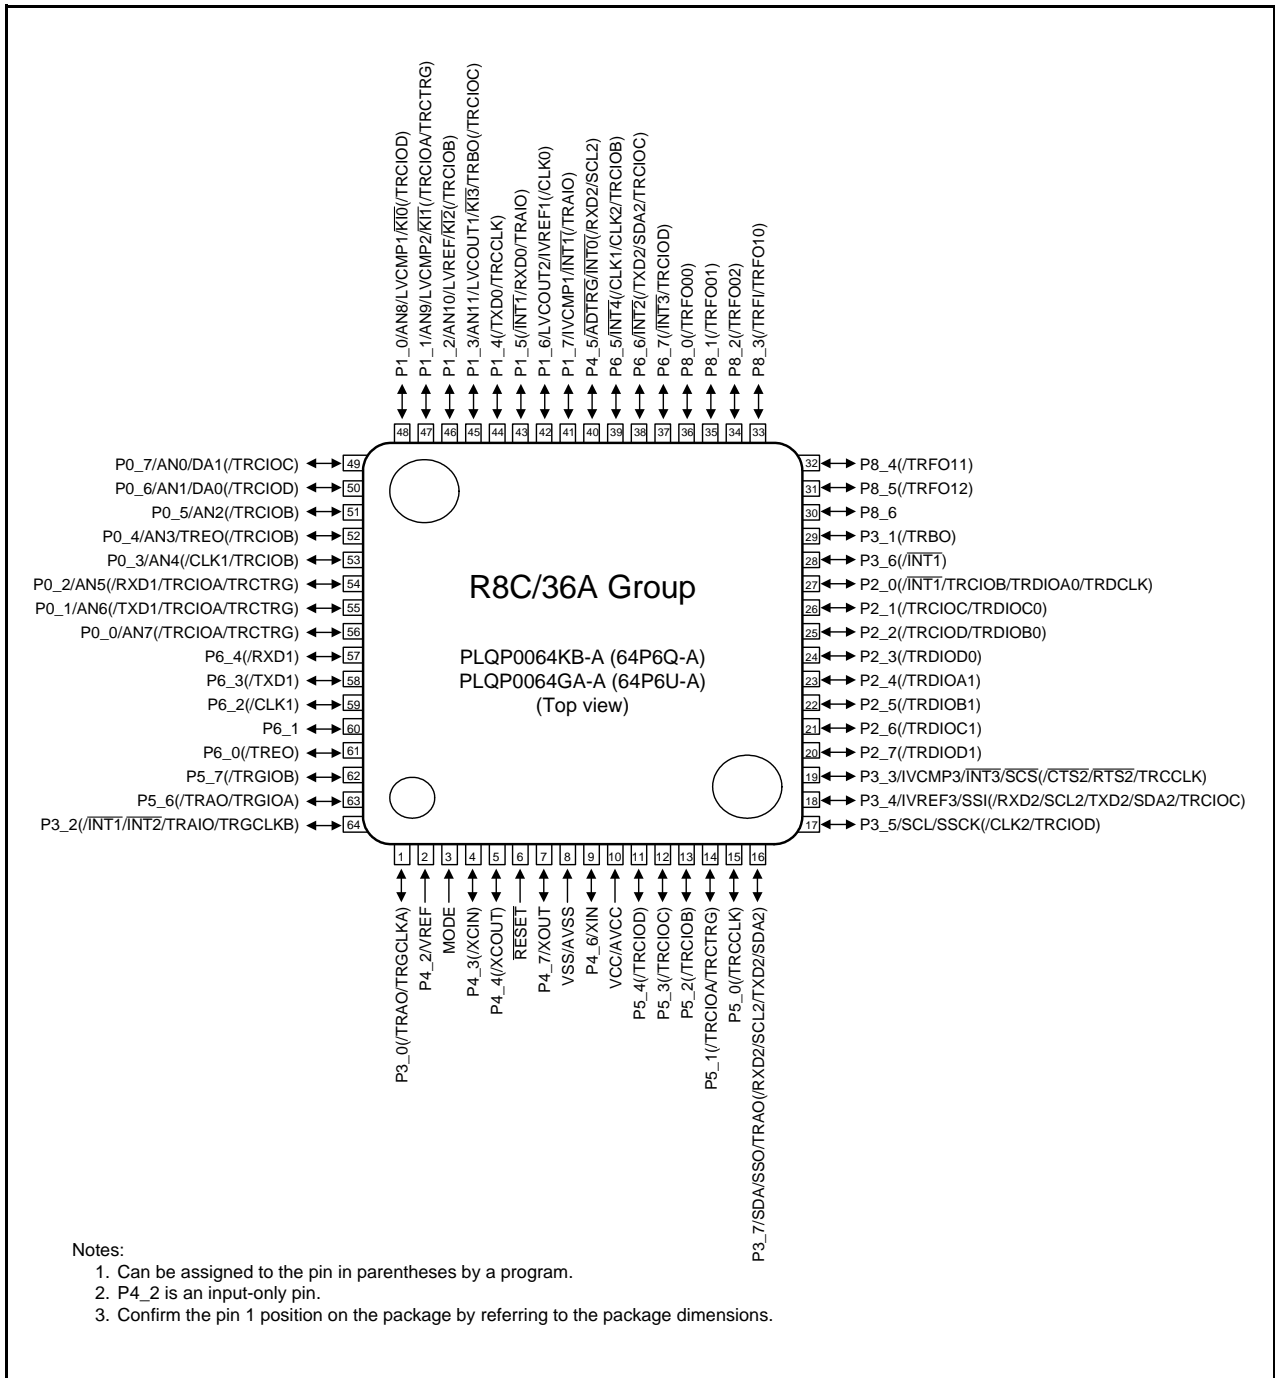 P1_0/AN8/LVCMP1/KI0(/TRCIOD)
P1_1/AN9/LVCMP2/KI1(/TRCIOA/TRCTRG)
P1_2/AN10/LVREF/KI2(/TRCIOB)
P1_3/AN11/LVCOUT1/KI3/TRBO(/TRCIOC)
P1_4(/TXD0/TRCCLK)
P1_5(/INT1/RXD0/TRAIO)
P1_6/LVCOUT2/IVREF1(/CLK0)
P1_7/IVCMP1/INT1(/TRAIO)
P4_5/ADTRG/INT0(/RXD2/SCL2)
P6_5/INT4(/CLK1/CLK2/TRCIOB)
P6_6/INT2(/TXD2/SDA2/TRCIOC)
P6_7(/INT3/TRCIOD)
P8_0(/TRFO00)
P8_1(/TRFO01)
P8_2(/TRFO02)
P8_3(/TRFI/TRFO10)
48 47 46 45 44 43 42 41 40 39 38 37 36 35 34 33
P0_7/AN0/DA1(/TRCIOC) 49
P0_6/AN1/DA0(/TRCIOD) 50
P0_5/AN2(/TRCIOB) 51
P0_4/AN3/TREO(/TRCIOB) 52
P0_3/AN4(/CLK1/TRCIOB) 53
P0_2/AN5(/RXD1/TRCIOA/TRCTRG) 54
P0_1/AN6(/TXD1/TRCIOA/TRCTRG) 55
P0_0/AN7(/TRCIOA/TRCTRG) 56
P6_4(/RXD1) 57
P6_3(/TXD1) 58
P6_2(/CLK1) 59
P6_1 60
P6_0(/TREO) 61
P5_7(/TRGIOB) 62
P5_6(/TRAO/TRGIOA) 63
P3_2(/INT1/INT2/TRAIO/TRGCLKB) 64
R8C/36A Group
PLQP0064KB-A (64P6Q-A)
PLQP0064GA-A (64P6U-A)
(Top view)
32 P8_4(/TRFO11)
31 P8_5(/TRFO12)
30 P8_6
29 P3_1(/TRBO)
28 P3_6(/INT1)
27 P2_0(/INT1/TRCIOB/TRDIOA0/TRDCLK)
26 P2_1(/TRCIOC/TRDIOC0)
25 P2_2(/TRCIOD/TRDIOB0)
24 P2_3(/TRDIOD0)
23 P2_4(/TRDIOA1)
22 P2_5(/TRDIOB1)
21 P2_6(/TRDIOC1)
20 P2_7(/TRDIOD1)
19 P3_3/IVCMP3/INT3/SCS(/CTS2/RTS2/TRCCLK)
18 P3_4/IVREF3/SSI(/RXD2/SCL2/TXD2/SDA2/TRCIOC)
17 P3_5/SCL/SSCK(/CLK2/TRCIOD)
1 2 3 4 5 6 7 8 9 10 11 12 13 14 15 16
P3_0(/TRAO/TRGCLKA)
P4_2/VREF
MODE
P4_3(/XCIN)
P4_4(/XCOUT)
RESET
P4_7/XOUT
VSS/AVSS
P4_6/XIN
VCC/AVCC
P5_4(/TRCIOD)
P5_3(/TRCIOC)
P5_2(/TRCIOB)
P5_1(/TRCIOA/TRCTRG)
P5_0(/TRCCLK)
P3_7/SDA/SSO/TRAO(/RXD2/SCL2/TXD2/SDA2)
Notes:
1. Can be assigned to the pin in parentheses by a program.
2. P4_2 is an input-only pin.
3. Confirm the pin 1 position on the package by referring to the package dimensions.